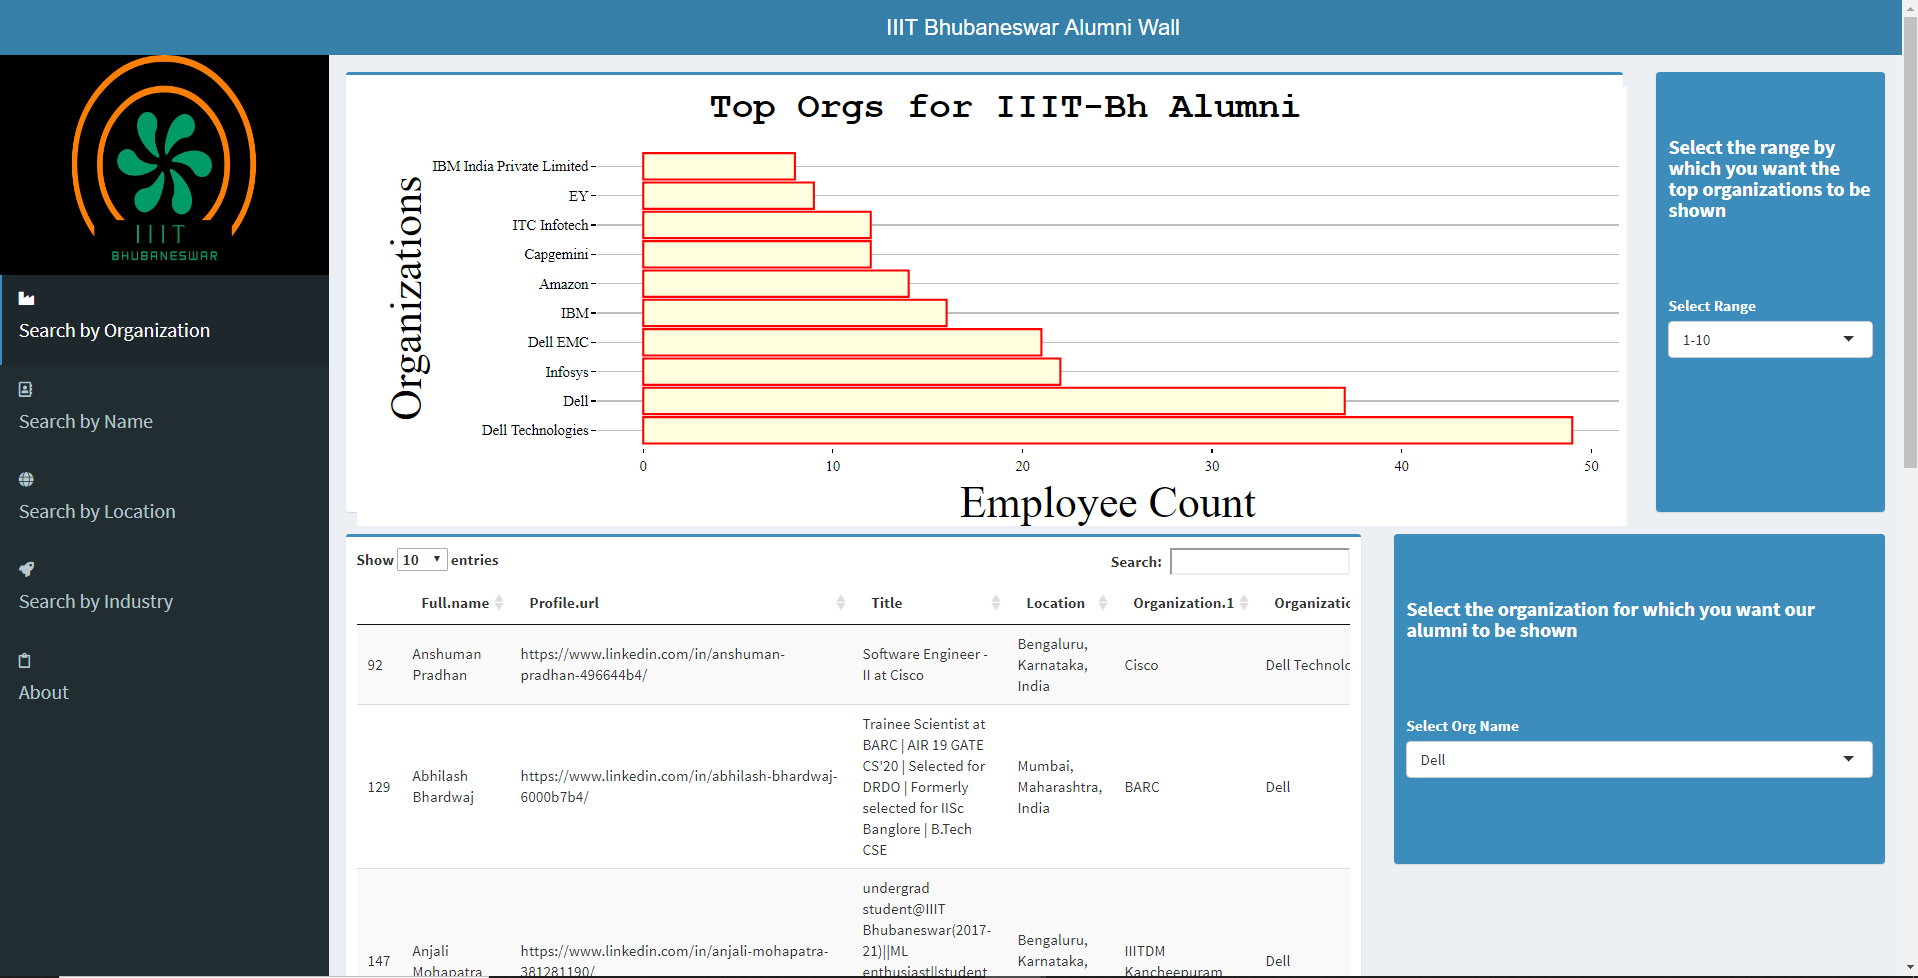 IIIT Bhubaneswar Alumni Wall
IIIT
BHUBANESWAR
Search by Organization
Search by Name
Search by Location
Search by Industry
About
Top Orgs for IIIT-Bh Alumni
Organizations
IBM India Private Limited
EY
ITC Infotech
Capgemini
Amazon
IBM
Dell EMC
Infosys
Dell
Dell Technologies
0 10 20 30 40 50
Employee Count
Select the range by
which you want the
top organizations to be
shown
Select Range
1-10
Show 10 entries
Search:
Full.name Profile.url Title Location Organization.1 Organizatio
92
Anshuman
Pradhan
https://www.linkedin.com/in/anshuman-
pradhan-496644b4/
Software Engineer -
II at Cisco
Bengaluru,
Karnataka,
India
Cisco
Dell Technolo
129
Abhilash
Bhardwaj
https://www.linkedin.com/in/abhilash-bhardwaj-
6000b7b4/
Trainee Scientist at
BARC | AIR 19 GATE
CS'20 | Selected for
DRDO | Formerly
selected for IISc
Banglore | B.Tech
CSE
Mumbai,
Maharashtra,
India
BARC
Dell
147
Anjali
Mohapatra
https://www.linkedin.com/in/anjali-mohapatra-
381281190/
undergrad
student@IIIT
Bhubaneswar(2017-
21)||ML
enthusiast||student
Bengaluru,
Karnataka,
IIITDM
Kancheepuram
Dell
Select the organization for which you want our
alumni to be shown
Select Org Name
Dell